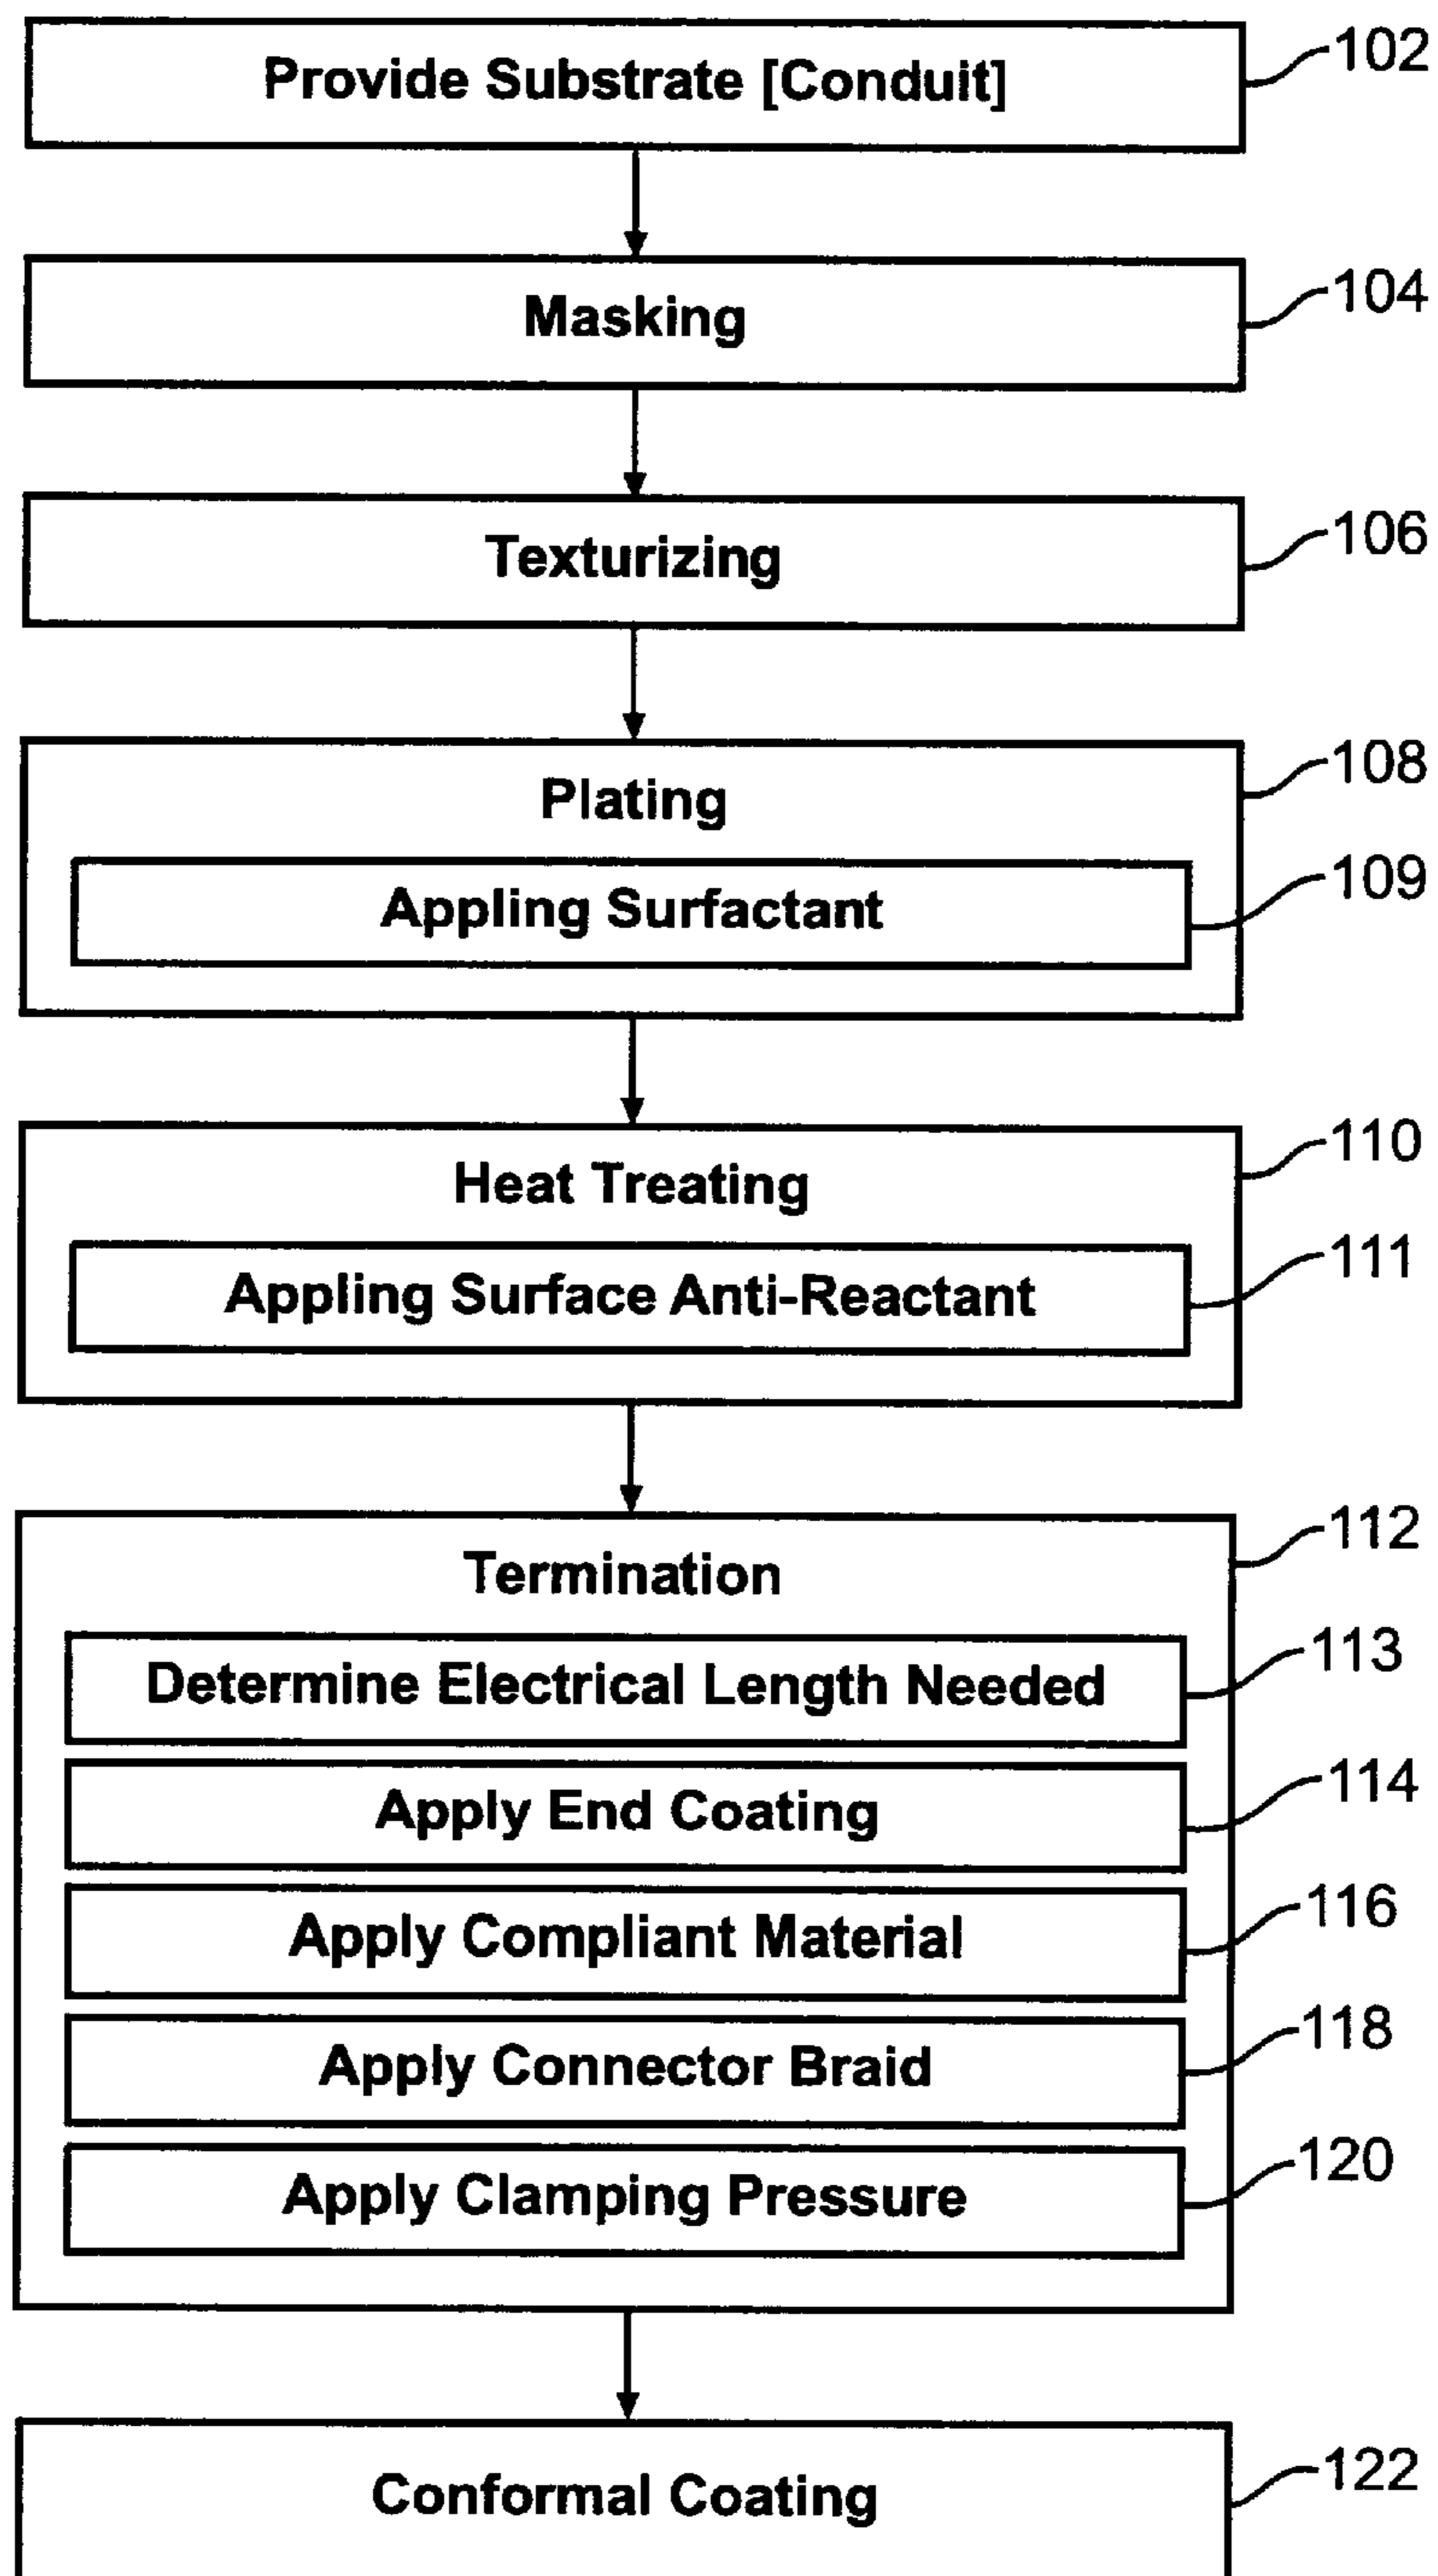 Provide Substrate [Conduit]
102
Masking
104
Texturizing
106
Plating
108
Appling Surfactant
109
Heat Treating
110
Appling Surface Anti-Reactant
111
Termination
112
Determine Electrical Length Needed
113
Apply End Coating
114
Apply Compliant Material
116
Apply Connector Braid
118
Apply Clamping Pressure
120
Conformal Coating
122